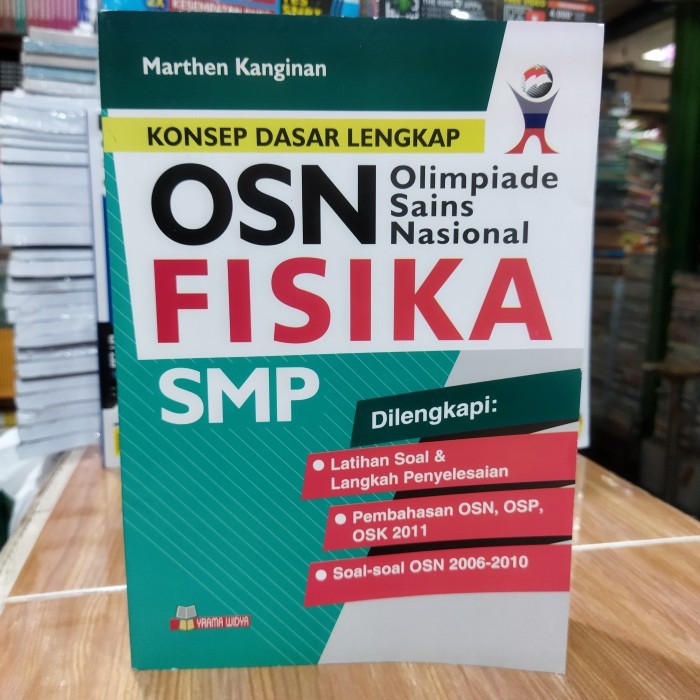 Marthen Kanginan
KONSEP DASAR LENGKAP
OSN
Olimpiade
Sains
Nasional
FISIKA
SMP
Dilengkapi:
Latihan Soal &
Langkah Penyelesaian
Pembahasan OSN, OSP,
OSK 2011
Soal-soal OSN 2006-2010
YRAMA WIDYA